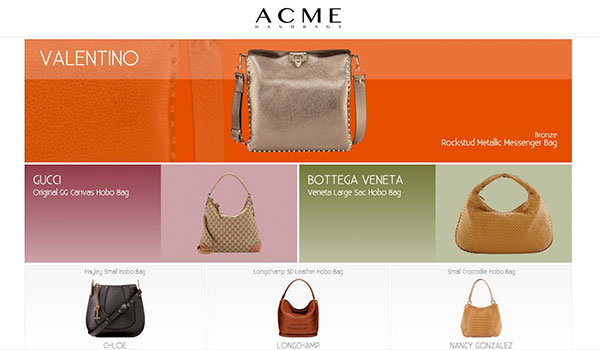 ACME
HANDBAGS
VALENTINO
Bronze
Rockstud Metallic Messenger Bag
GUCCI
Original GG Canvas Hobo Bag
BOTTEGA VENETA
Veneta Large Sac Hobo Bag
Hayley Small Hobo Bag
CHLOE
Longchamp 3D Leather Hobo Bag
LONGCHAMP
Small Crocodile Hobo Bag
NANCY GONZALEZ